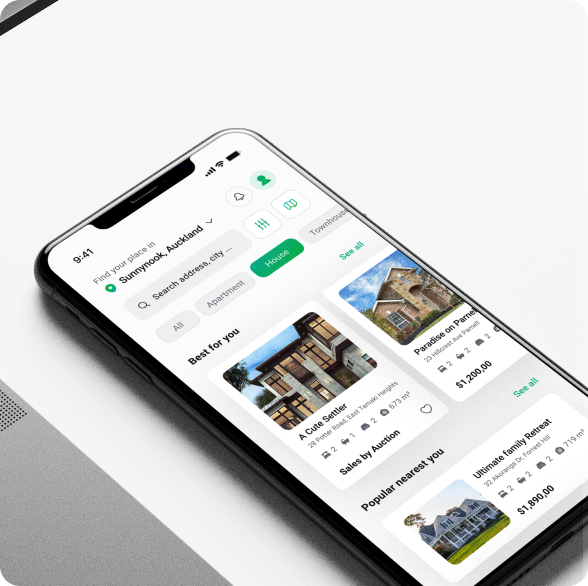 9:41
Find your place in
Sunnynook, Auckland
Search address, city ...
All
Apartment
House
Townhouse
Best for you
See all
A Cute Settler
28 Potter Road, East Tamaki Heights
2 1 2 673 m²
Sales by Auction
Paradise on Parnell
23 Hillcrest Ave Parnell
2 2 2
$1,200,00
Popular nearest you
See all
Ultimate family Retreat
32 Akoranga Dr, Forrest Hill
2 2 2 719 m²
$1,890,00